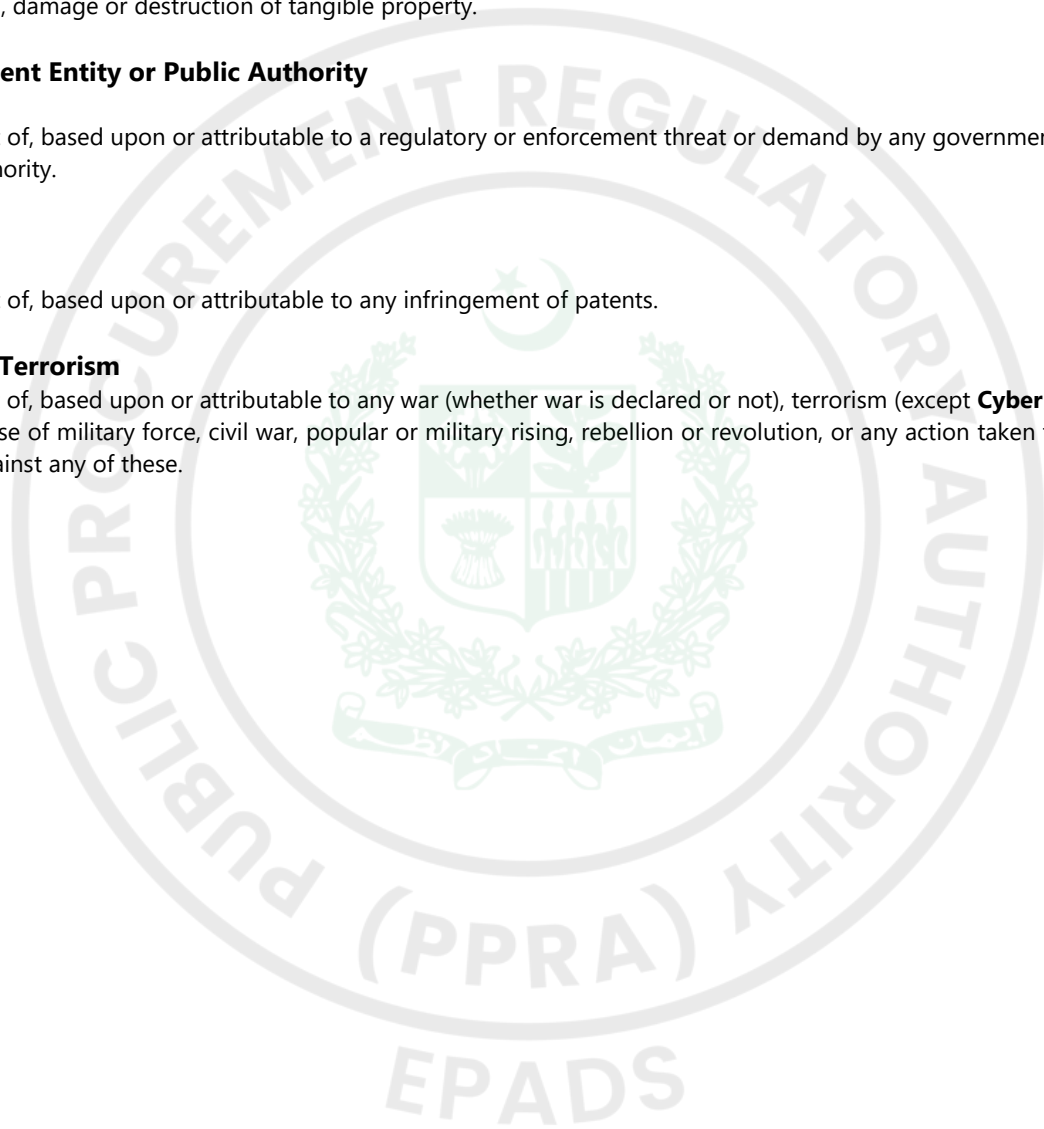 , damage or destruction of tangible property.
ent Entity or Public Authority
of, based upon or attributable to a regulatory or enforcement threat or demand by any governmen
hority.
of, based upon or attributable to any infringement of patents.
Terrorism
of, based upon or attributable to any war (whether war is declared or not), terrorism (except Cyber
se of military force, civil war, popular or military rising, rebellion or revolution, or any action taken
ainst any of these.
PUBLIC PROCUREMENT REGULATORY AUTHORITY
(PPRA)
EPADS